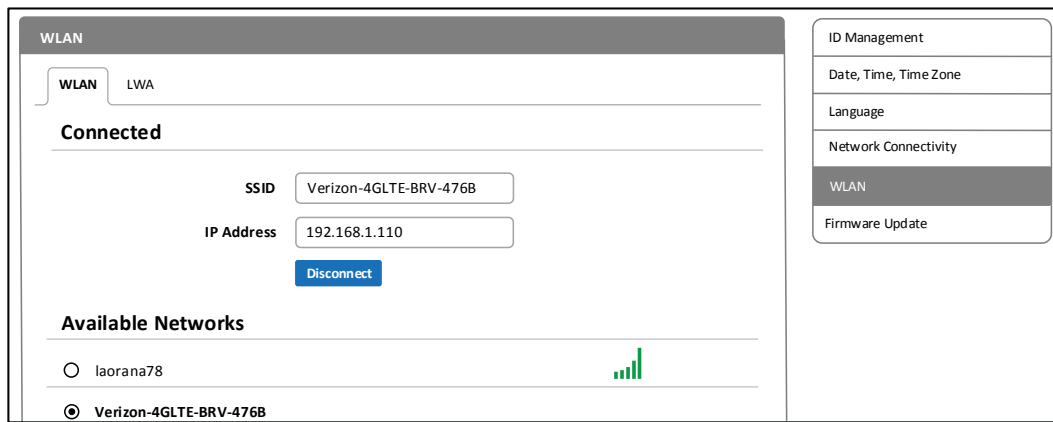 WLAN
WLAN LWA
Connected
SSID Verizon-4GLTE-BRV-476B
IP Address 192.168.1.110
Disconnect
Available Networks
laorana78
Verizon-4GLTE-BRV-476B
ID Management
Date, Time, Time Zone
Language
Network Connectivity
WLAN
Firmware Update